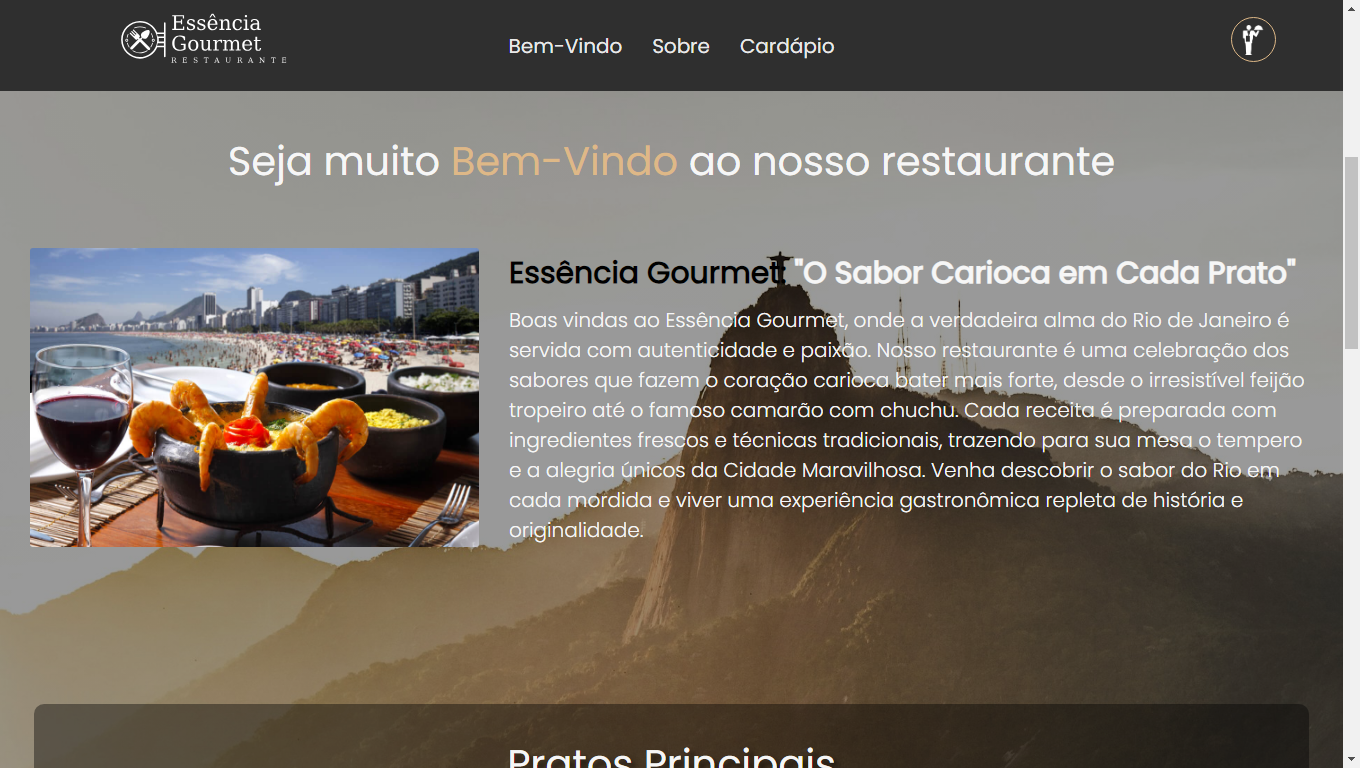 Essência
Gourmet
RESTAURANTE
Bem-Vindo Sobre Cardápio
Seja muito Bem-Vindo ao nosso restaurante
Essência Gourmet: "O Sabor Carioca em Cada Prato"
Boas vindas ao Essência Gourmet, onde a verdadeira alma do Rio de Janeiro é
servida com autenticidade e paixão. Nosso restaurante é uma celebração dos
sabores que fazem o coração carioca bater mais forte, desde o irresistível feijão
tropeiro até o famoso camarão com chuchu. Cada receita é preparada com
ingredientes frescos e técnicas tradicionais, trazendo para sua mesa o tempero
e a alegria únicos da Cidade Maravilhosa. Venha descobrir o sabor do Rio em
cada mordida e viver uma experiência gastronômica repleta de história e
originalidade.
Pratos Principais